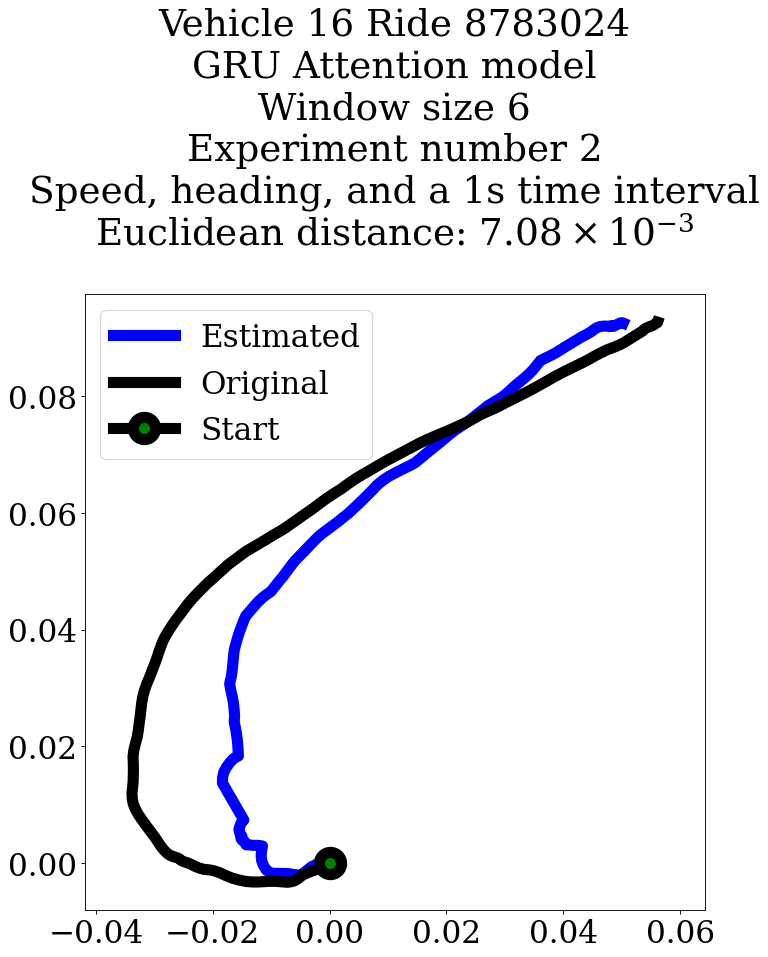 Vehicle 16 Ride 8783024
GRU Attention model
Window size 6
Experiment number 2
Speed, heading, and a 1s time interval
Euclidean distance: 7.08 × 10⁻³
Estimated
Original
Start
0.08
0.06
0.04
0.02
0.00
−0.04 −0.02 0.00 0.02 0.04 0.06